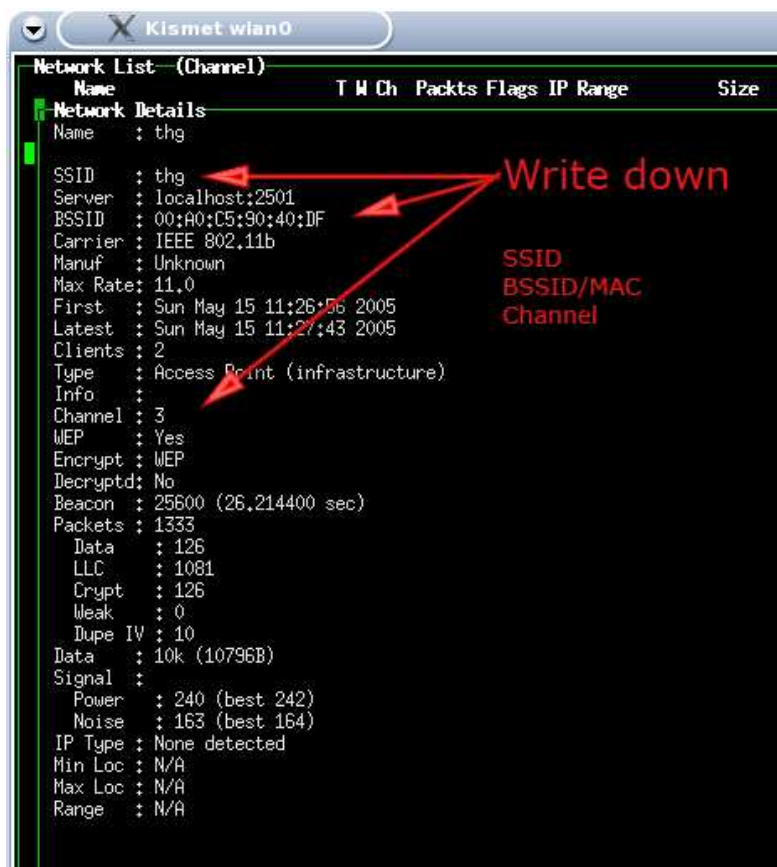 Kismet wlan0
Network List (Channel)
Name T W Ch Packts Flags IP Range Size
Network Details
Name : thg
SSID : thg
Server : localhost:2501
BSSID : 00:A0:C5:90:40:DF
Carrier : IEEE 802.11b
Manuf : Unknown
Max Rate: 11.0
First : Sun May 15 11:26:56 2005
Latest : Sun May 15 11:27:43 2005
Clients : 2
Type : Access Point (infrastructure)
Info :
Channel : 3
WEP : Yes
Encrypt : WEP
Decryptd: No
Beacon : 25600 (26.214400 sec)
Packets : 1333
Data : 126
LLC : 1081
Crypt : 126
Weak : 0
Dupe IV : 10
Data : 10k (10796B)
Signal :
Power : 240 (best 242)
Noise : 163 (best 164)
IP Type : None detected
Min Loc : N/A
Max Loc : N/A
Range : N/A
Write down
SSID
BSSID/MAC
Channel